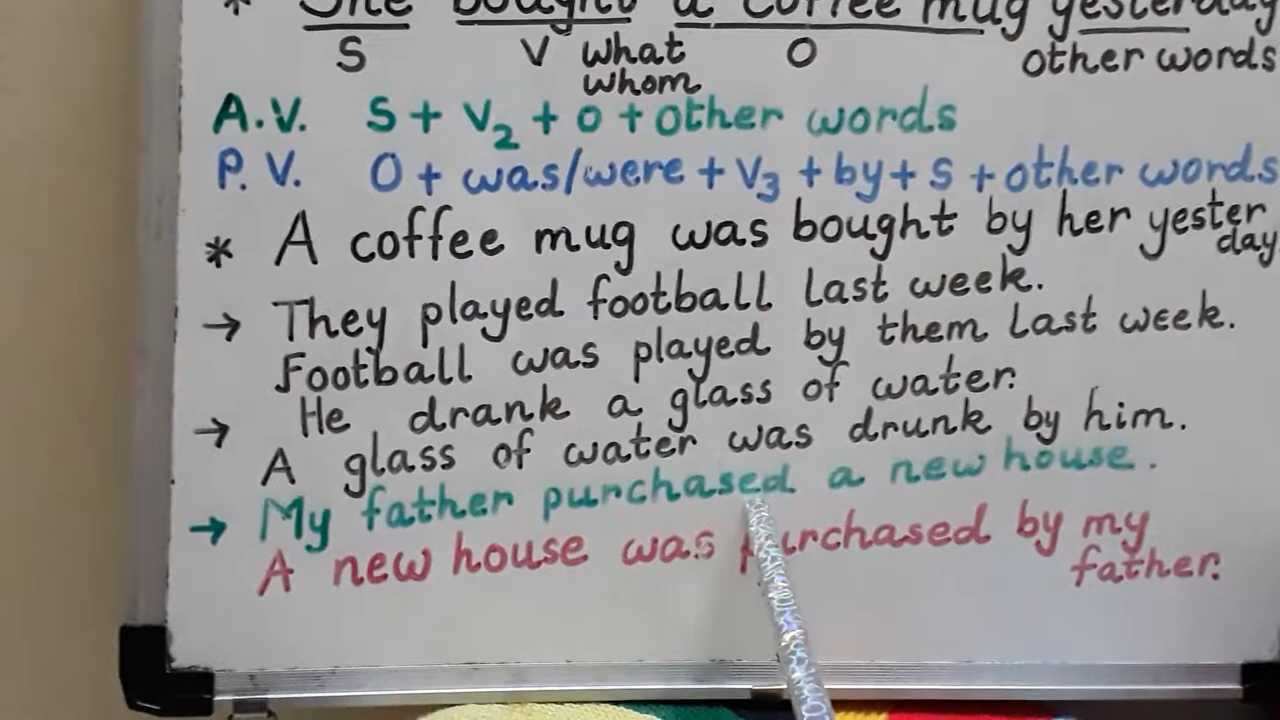 * She bought a coffee mug yesterday
S V what O other words
whom
A.V. S + V2 + O + other words
P.V. O + was/were + V3 + by + S + other words
* A coffee mug was bought by her yester
day
→ They played football last week.
Football was played by them last week.
→ He drank a glass of water.
A glass of water was drunk by him.
→ My father purchased a new house.
A new house was purchased by my
father.